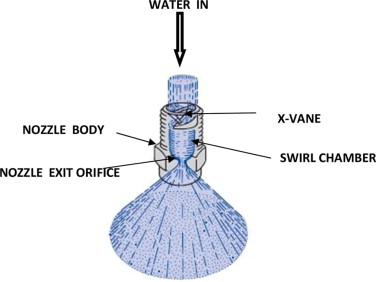 WATER IN
X-VANE
NOZZLE BODY
SWIRL CHAMBER
NOZZLE EXIT ORIFICE